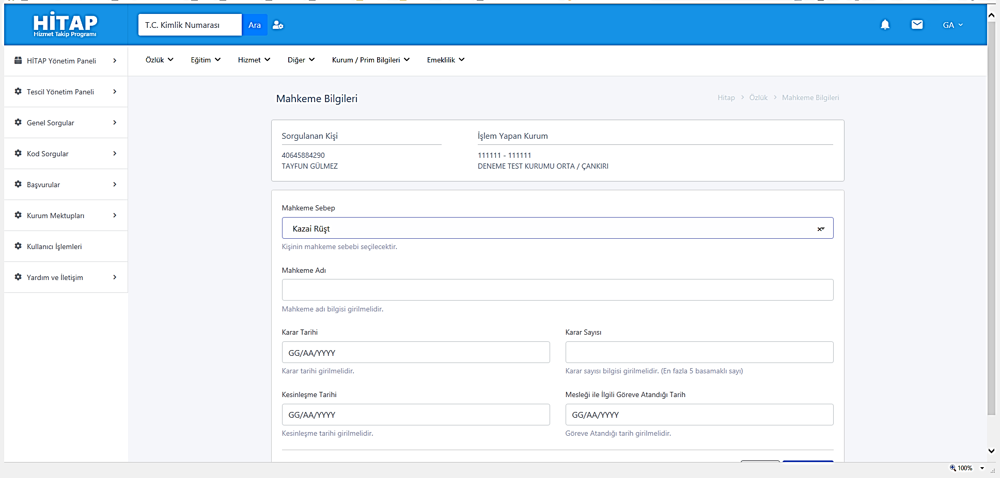 HİTAP
Hizmet Takip Programı
T.C. Kimlik Numarası
Ara
GA
HİTAP Yönetim Paneli
Tescil Yönetim Paneli
Genel Sorgular
Kod Sorgular
Başvurular
Kurum Mektupları
Kullanıcı İşlemleri
Yardım ve İletişim
Özlük Eğitim Hizmet Diğer Kurum / Prim Bilgileri Emeklilik
Mahkeme Bilgileri
Hitap > Özlük > Mahkeme Bilgileri
Sorgulanan Kişi
40645884290
TAYFUN GÜLMEZ
İşlem Yapan Kurum
111111 - 111111
DENEME TEST KURUMU ORTA / ÇANKIRI
Mahkeme Sebep
Kazai Rüşt
Kişinin mahkeme sebebi seçilecektir.
Mahkeme Adı
Mahkeme adı bilgisi girilmelidir.
Karar Tarihi
GG/AA/YYYY
Karar tarihi girilmelidir.
Karar Sayısı
Karar sayısı bilgisi girilmelidir. (En fazla 5 basamaklı sayı)
Kesinleşme Tarihi
GG/AA/YYYY
Kesinleşme tarihi girilmelidir.
Mesleği ile İlgili Göreve Atandığı Tarih
GG/AA/YYYY
Göreve Atandığı tarih girilmelidir.
100%